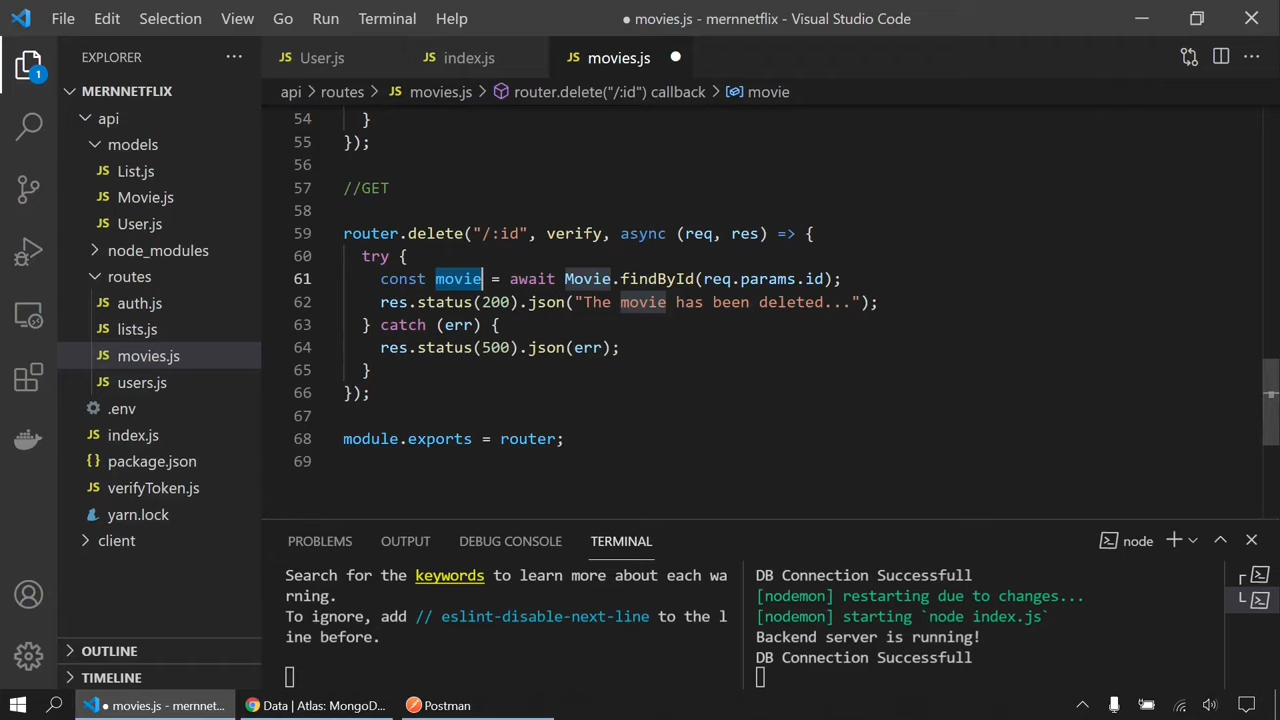 File Edit Selection View Go Run Terminal Help ● movies.js - mernnetflix - Visual Studio Code
EXPLORER ···
JS User.js JS index.js JS movies.js ●
MERNNETFLIX
api > routes > JS movies.js > router.delete("/:id") callback > movie
1
api
models
JS List.js
JS Movie.js
JS User.js
node_modules
routes
JS auth.js
JS lists.js
JS movies.js
JS users.js
.env
JS index.js
{} package.json
JS verifyToken.js
yarn.lock
client
OUTLINE
TIMELINE
54 }
55 });
56
57 //GET
58
59 router.delete("/:id", verify, async (req, res) => {
60 try {
61 const movie = await Movie.findById(req.params.id);
62 res.status(200).json("The movie has been deleted...");
63 } catch (err) {
64 res.status(500).json(err);
65 }
66 });
67
68 module.exports = router;
69
PROBLEMS OUTPUT DEBUG CONSOLE TERMINAL node
Search for the keywords to learn more about each wa
rning.
To ignore, add // eslint-disable-next-line to the l
ine before.
DB Connection Successfull
[nodemon] restarting due to changes...
[nodemon] starting `node index.js`
Backend server is running!
DB Connection Successfull
● movies.js - mernnet... Data | Atlas: MongoD... Postman